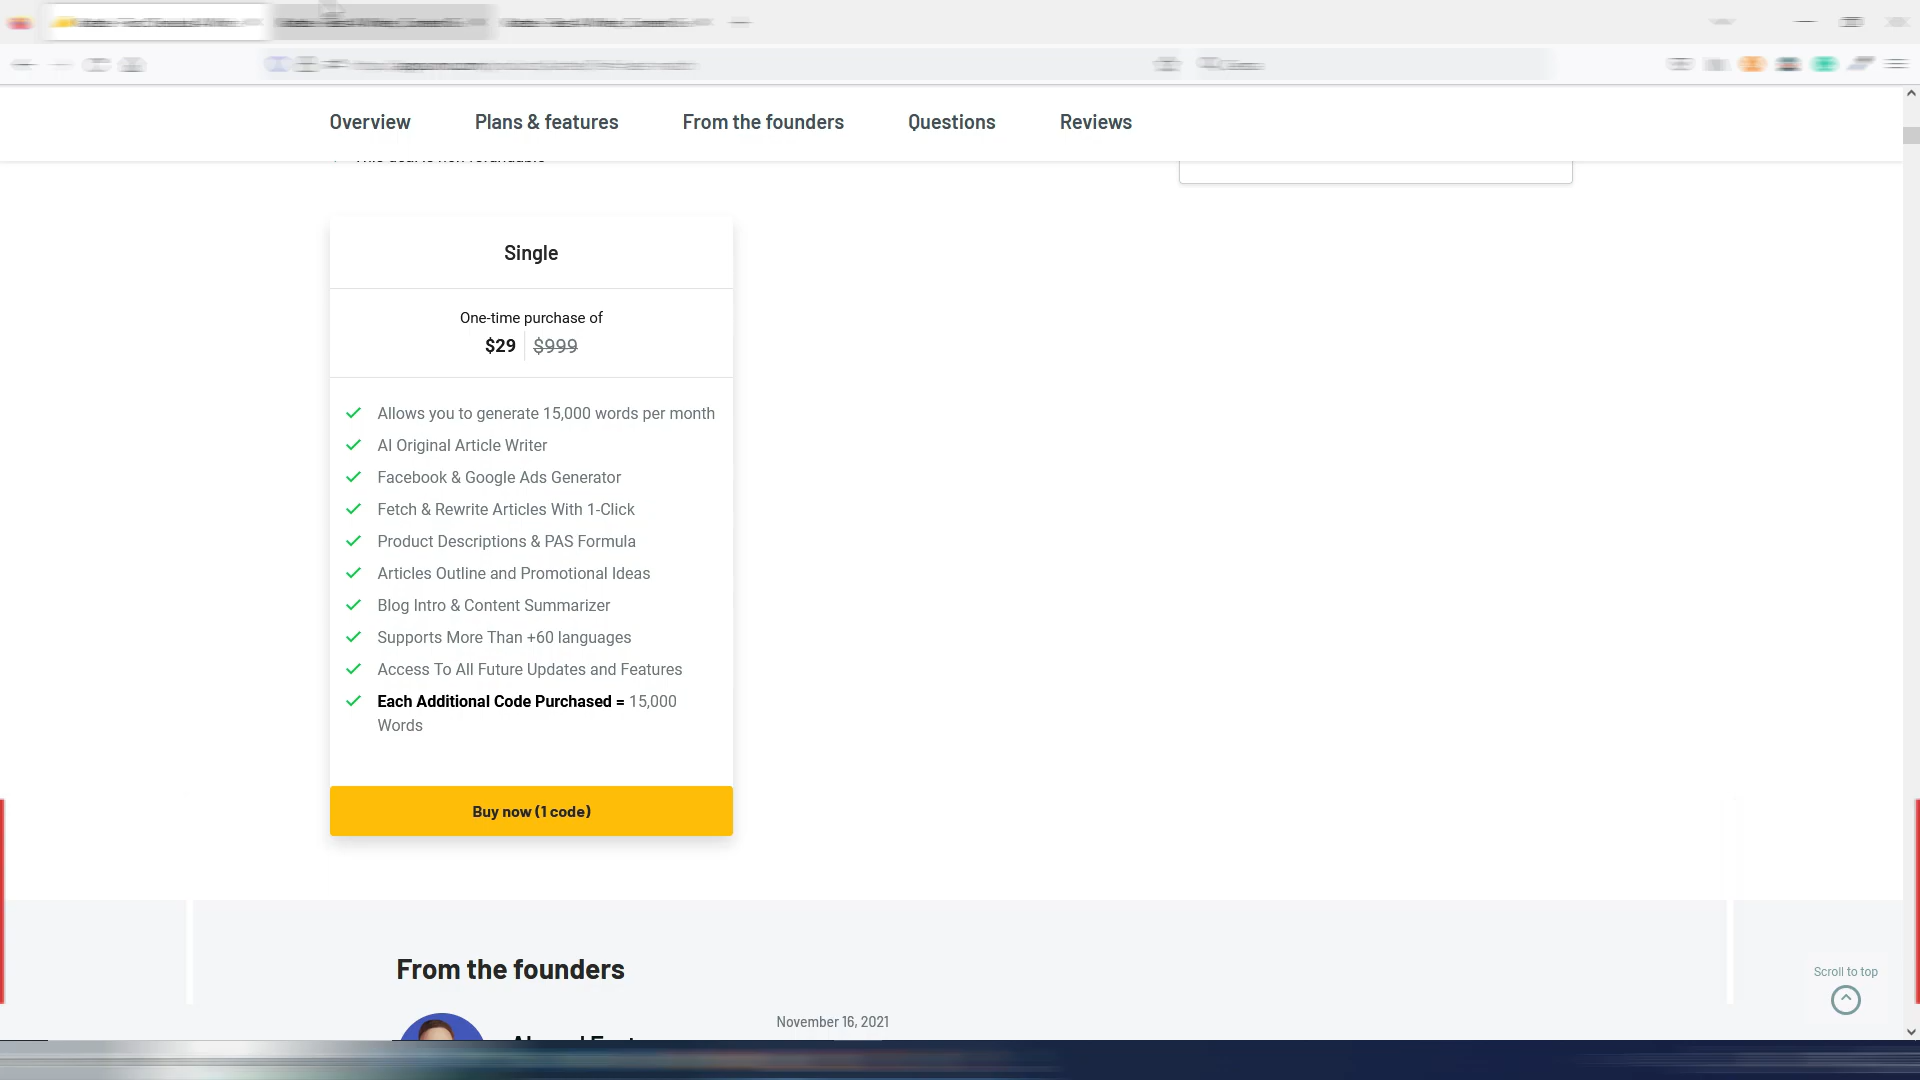 Overview
Plans & features
From the founders
Questions
Reviews
Single
One-time purchase of
$29 $999
Allows you to generate 15,000 words per month
AI Original Article Writer
Facebook & Google Ads Generator
Fetch & Rewrite Articles With 1-Click
Product Descriptions & PAS Formula
Articles Outline and Promotional Ideas
Blog Intro & Content Summarizer
Supports More Than +60 languages
Access To All Future Updates and Features
Each Additional Code Purchased = 15,000
Words
Buy now (1 code)
From the founders
Scroll to top
November 16, 2021